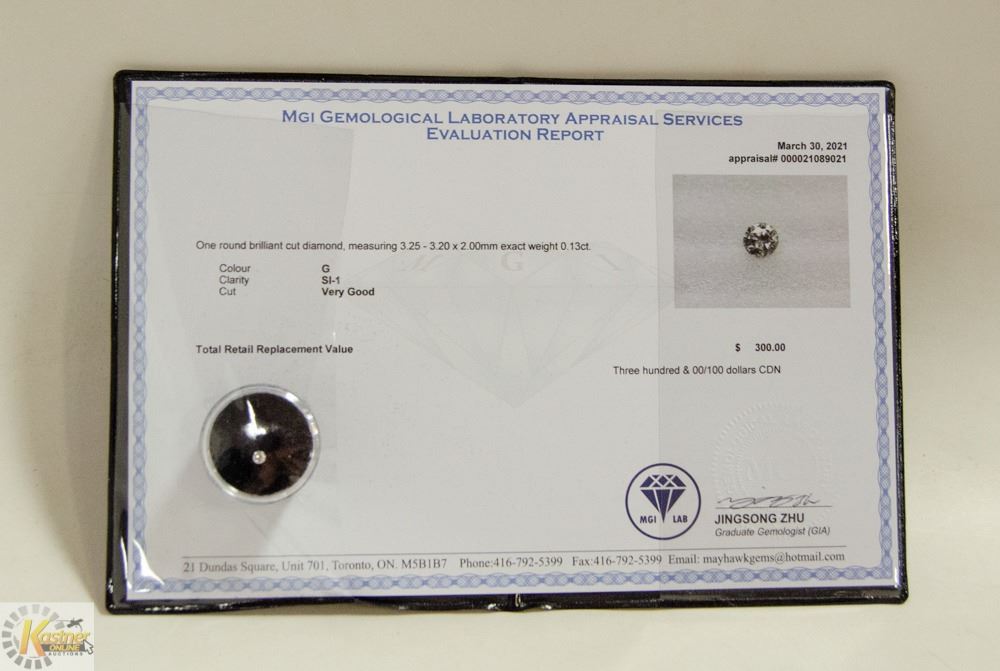 MGI GEMOLOGICAL LABORATORY APPRAISAL SERVICES
EVALUATION REPORT
March 30, 2021
appraisal# 000021089021
One round brilliant cut diamond, measuring 3.25 - 3.20 x 2.00mm exact weight 0.13ct.
M G I
Colour G
Clarity SI-1
Cut Very Good
Total Retail Replacement Value $ 300.00
Three hundred & 00/100 dollars CDN
MGI LAB
JINGSONG ZHU
Graduate Gemologist (GIA)
21 Dundas Square, Unit 701, Toronto, ON. M5B1B7 Phone:416-792-5399 Fax:416-792-5399 Email: mayhawkgems@hotmail.com
Kastner
ONLINE
AUCTIONS